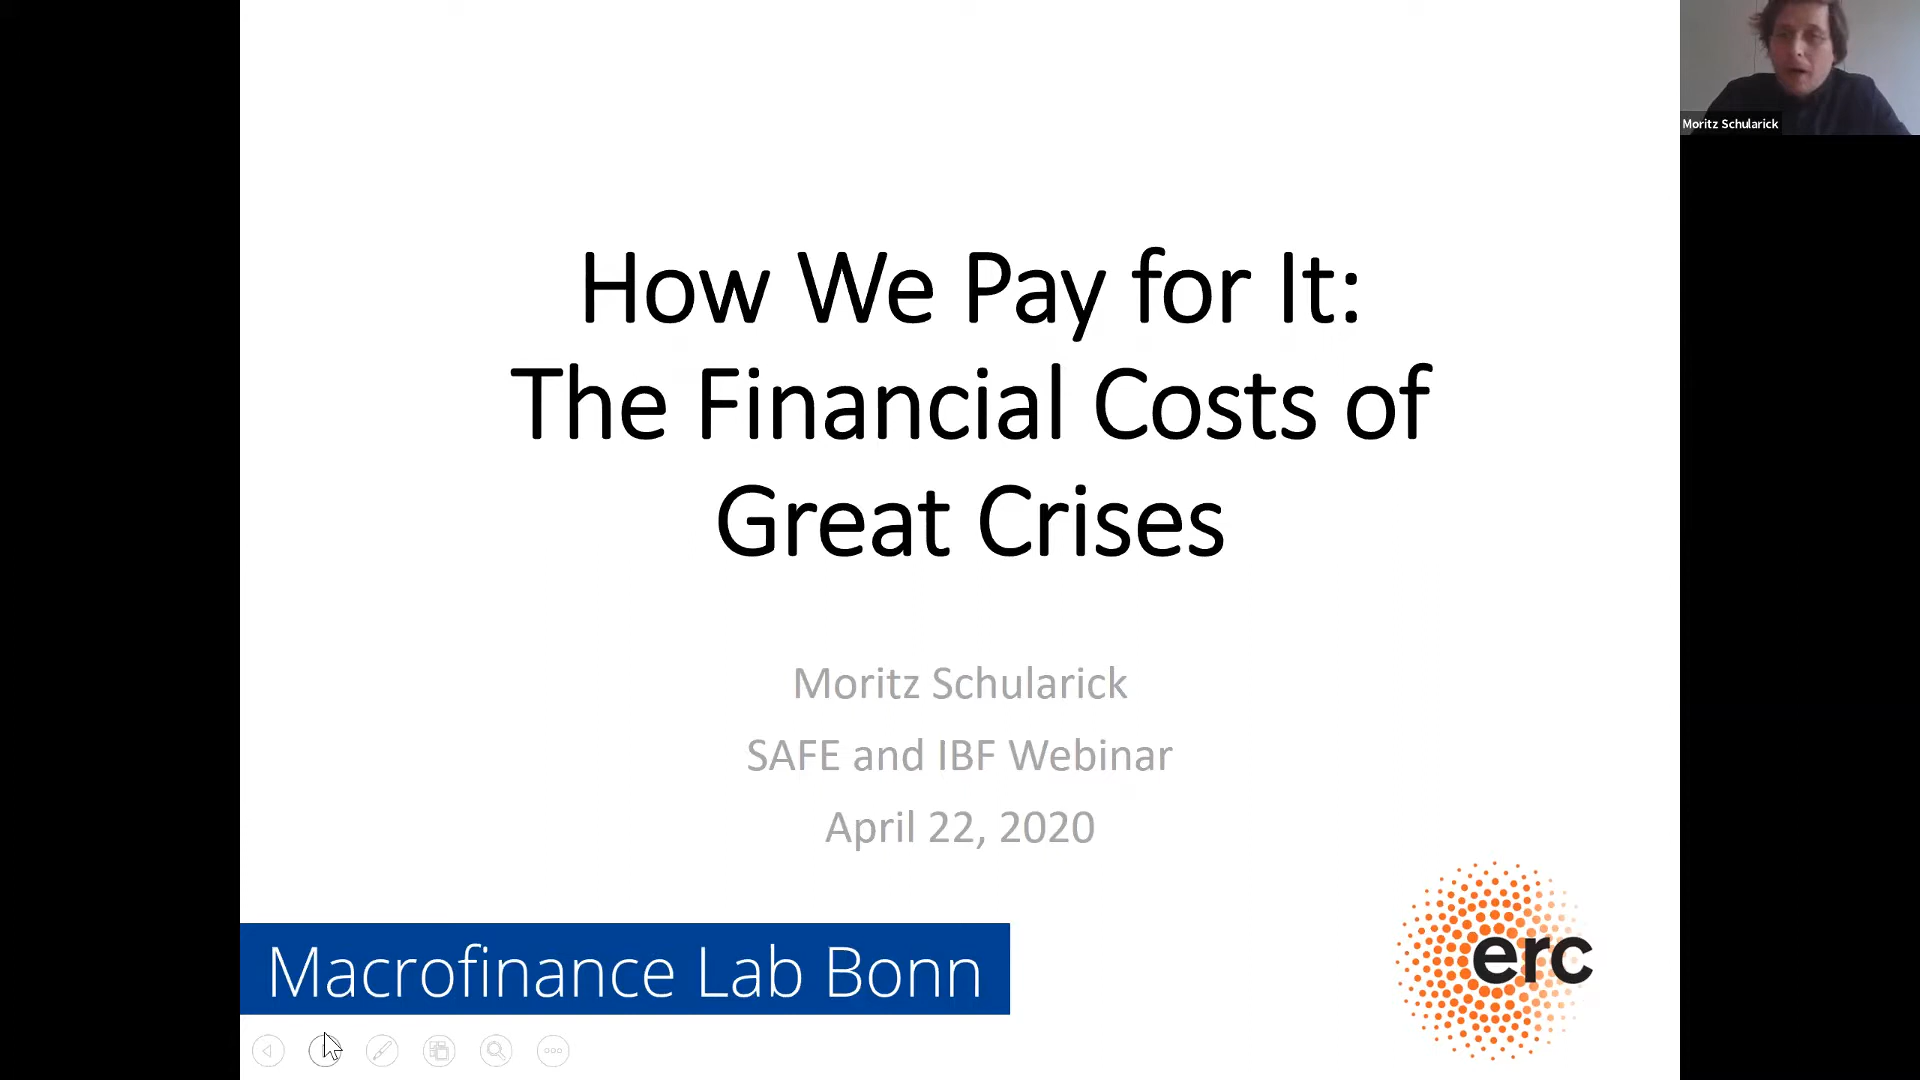 Moritz Schularick
How We Pay for It:
The Financial Costs of
Great Crises
Moritz Schularick
SAFE and IBF Webinar
April 22, 2020
Macrofinance Lab Bonn
erc